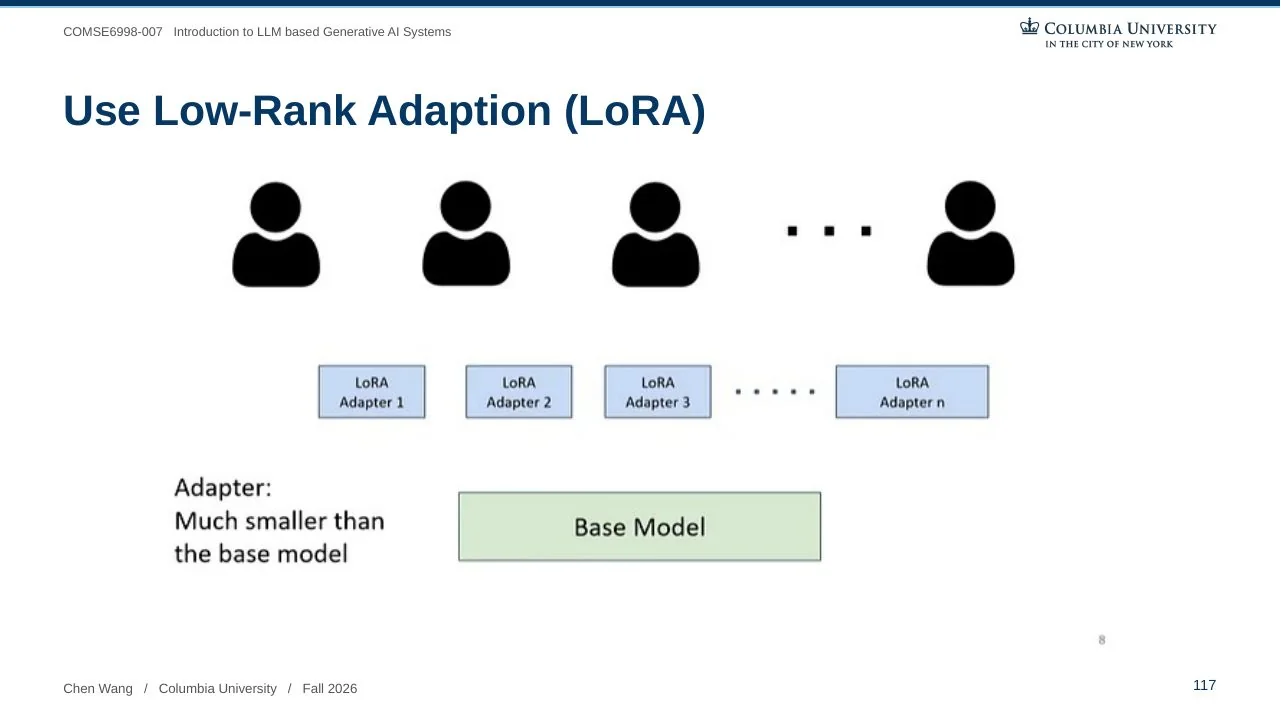 COMSE6998-007 Introduction to LLM based Generative AI Systems
COLUMBIA UNIVERSITY
IN THE CITY OF NEW YORK
Use Low-Rank Adaption (LoRA)
LoRA
Adapter 1
LoRA
Adapter 2
LoRA
Adapter 3
LoRA
Adapter n
Adapter:
Much smaller than
the base model
Base Model
8
Chen Wang / Columbia University / Fall 2026
117